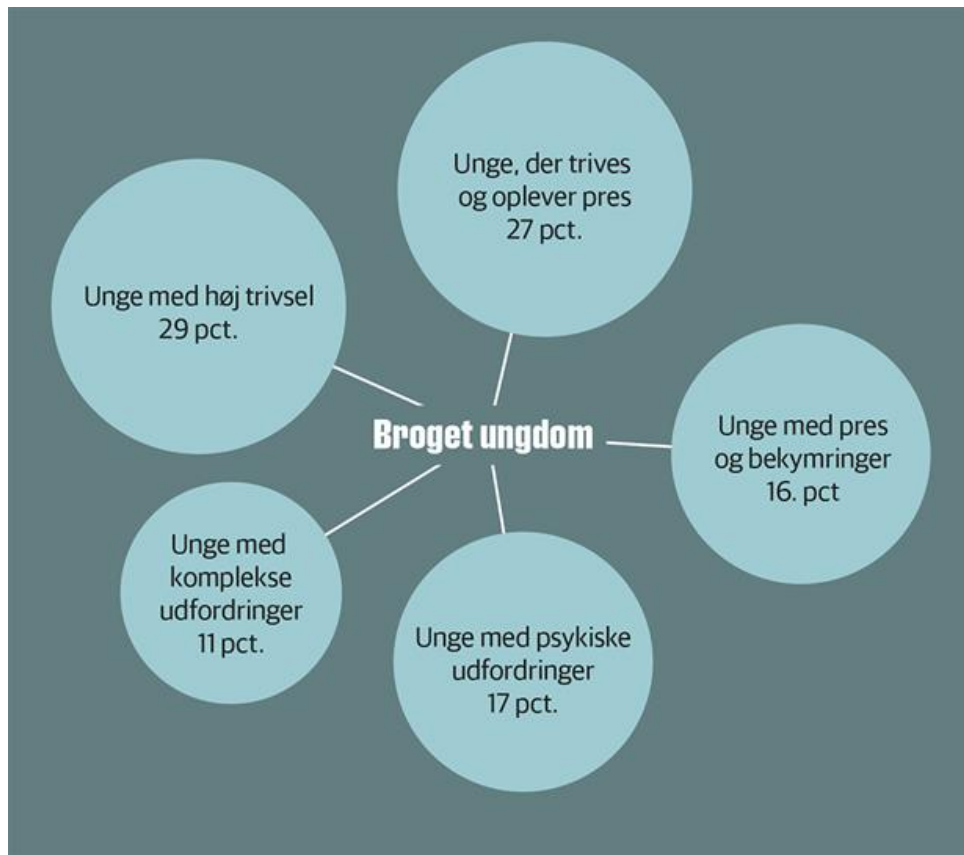 Unge, der trives
og oplever pres
27 pct.
Unge med høj trivsel
29 pct.
Broget ungdom
Unge med pres
og bekymringer
16. pct
Unge med
komplekse
udfordringer
11 pct.
Unge med psykiske
udfordringer
17 pct.